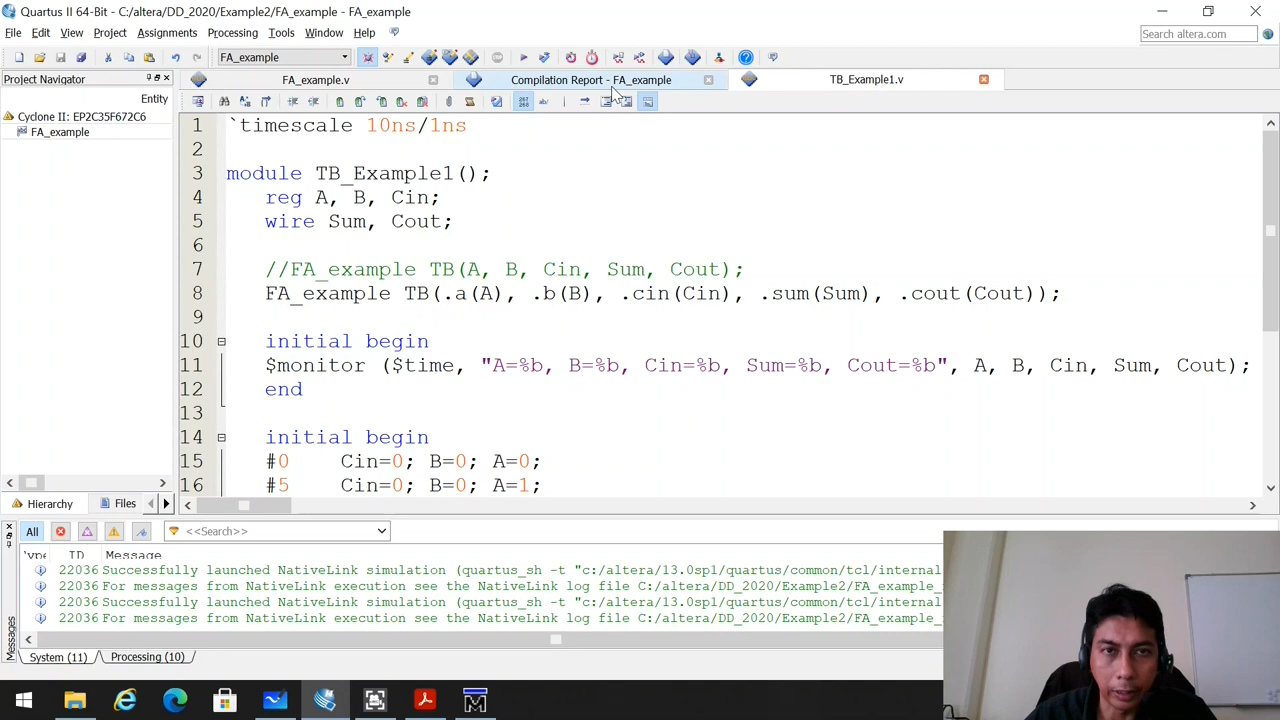 Quartus II 64-Bit - C:/altera/DD_2020/Example2/FA_example - FA_example
File Edit View Project Assignments Processing Tools Window Help
Search altera.com
FA_example
Project Navigator
FA_example.v
Compilation Report - FA_example
TB_Example1.v
Entity
Cyclone II: EP2C35F672C6
FA_example
1 `timescale 10ns/1ns
2
3 module TB_Example1();
4 reg A, B, Cin;
5 wire Sum, Cout;
6
7 //FA_example TB(A, B, Cin, Sum, Cout);
8 FA_example TB(.a(A), .b(B), .cin(Cin), .sum(Sum), .cout(Cout));
9
10 initial begin
11 $monitor ($time, "A=%b, B=%b, Cin=%b, Sum=%b, Cout=%b", A, B, Cin, Sum, Cout);
12 end
13
14 initial begin
15 #0 Cin=0; B=0; A=0;
16 #5 Cin=0; B=0; A=1;
Hierarchy Files
All <<Search>>
ID Message
22036 Successfully launched NativeLink simulation (quartus_sh -t "c:/altera/13.0sp1/quartus/common/tcl/internal
22036 For messages from NativeLink execution see the NativeLink log file C:/altera/DD_2020/Example2/FA_example_
22036 Successfully launched NativeLink simulation (quartus_sh -t "c:/altera/13.0sp1/quartus/common/tcl/internal
22036 For messages from NativeLink execution see the NativeLink log file C:/altera/DD_2020/Example2/FA_example_
Messages
System (11) Processing (10)